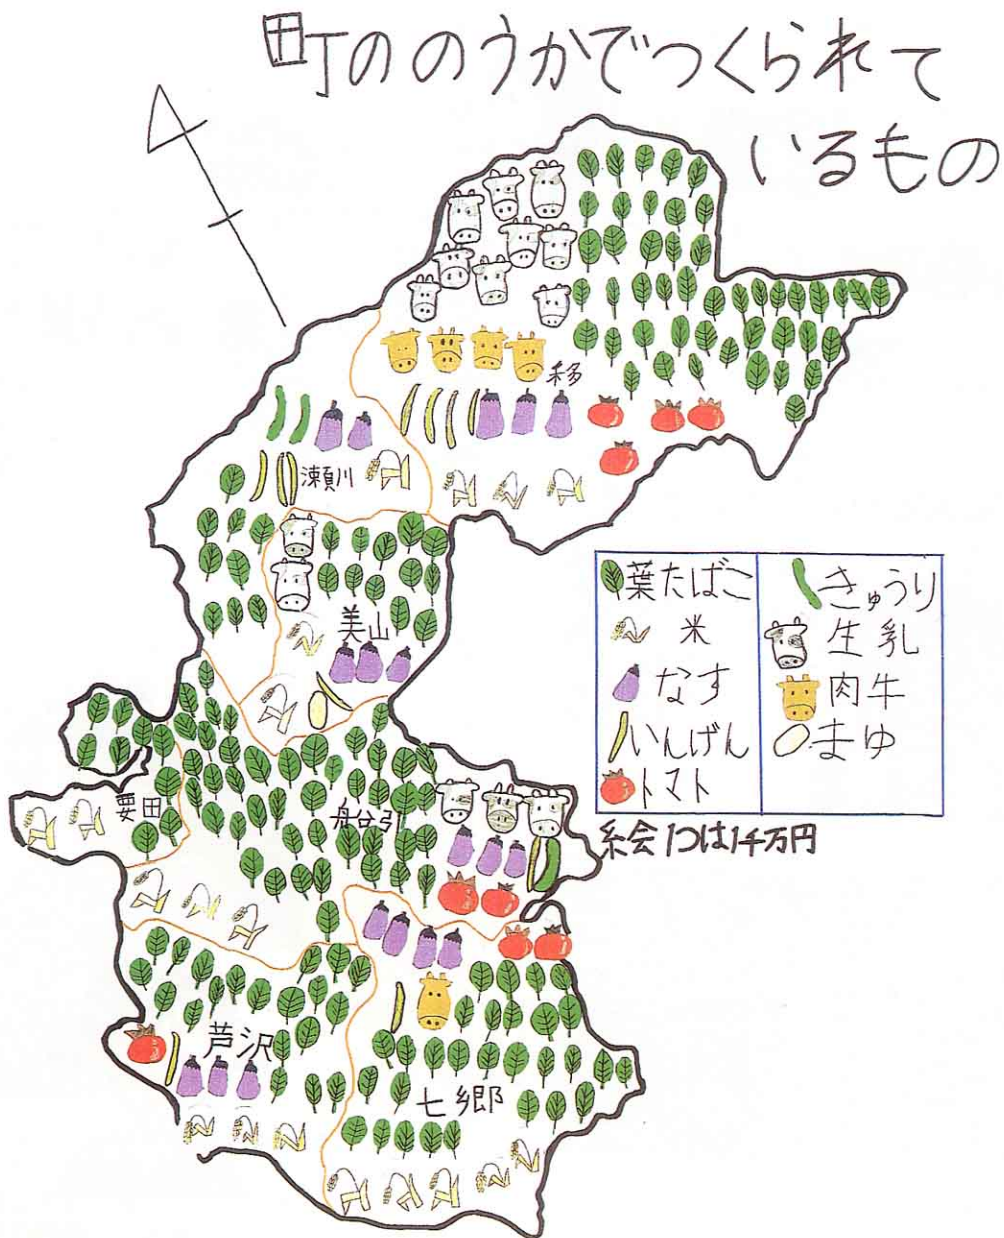 町ののうかでつくられて
いるもの
移
瀬川
美山
要田
舟引
芦沢
七郷
葉たばこ
米
なす
いんげん
トマト
きゅうり
生乳
肉牛
まゆ
絵1つは1千万円